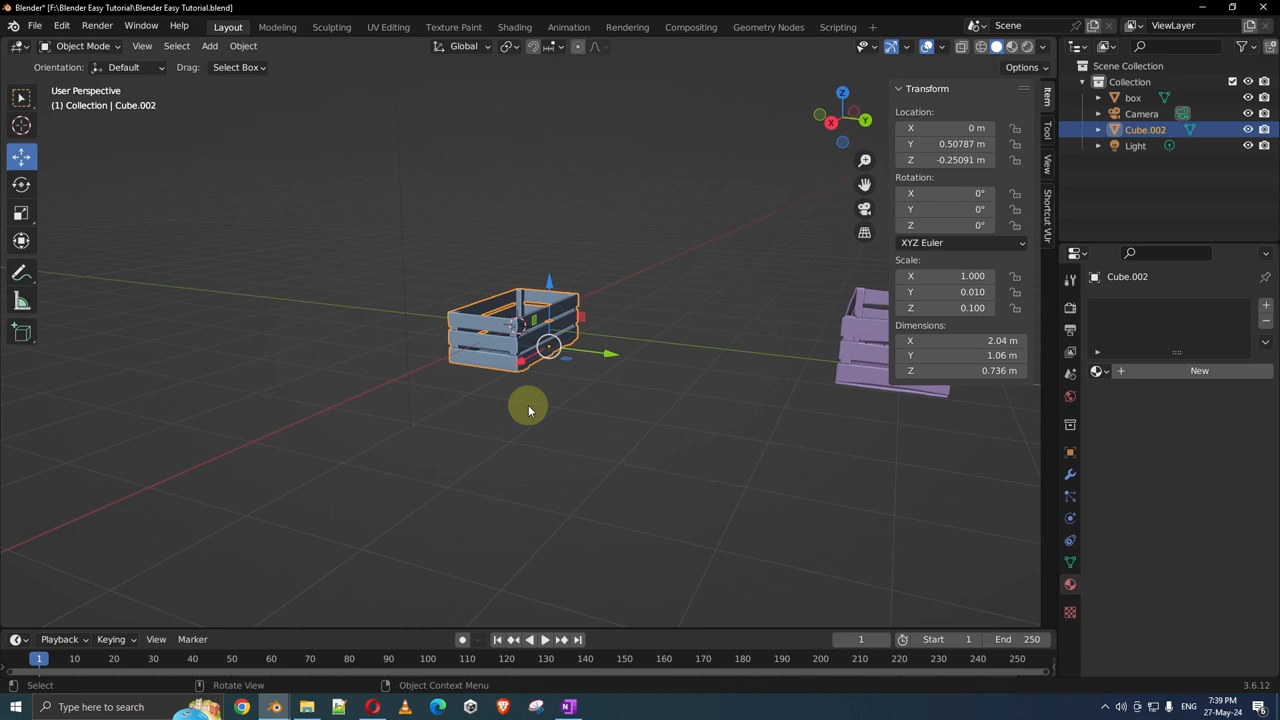 Blender* [F:\Blender Easy Tutorial\Blender Easy Tutorial.blend]
File Edit Render Window Help Layout Modeling Sculpting UV Editing Texture Paint Shading Animation Rendering Compositing Geometry Nodes Scripting Scene ViewLayer
Object Mode View Select Add Object Global
Orientation: Default Drag: Select Box Options
User Perspective
(1) Collection | Cube.002
X Y Z
Transform
Location:
X 0 m
Y 0.50787 m
Z -0.25091 m
Rotation:
X 0°
Y 0°
Z 0°
XYZ Euler
Scale:
X 1.000
Y 0.010
Z 0.100
Dimensions:
X 2.04 m
Y 1.06 m
Z 0.736 m
Item
Tool
View
Shortcut VUr
Scene Collection
Collection
box
Camera
Cube.002
Light
Cube.002
New
Playback Keying View Marker 1 Start 1 End 250
1 10 20 30 40 50 60 70 80 90 100 110 120 130 140 150 160 170 180 190 200 210 220 230 240 250
Select Rotate View Object Context Menu 3.6.12
Type here to search
7:39 PM
27-May-24